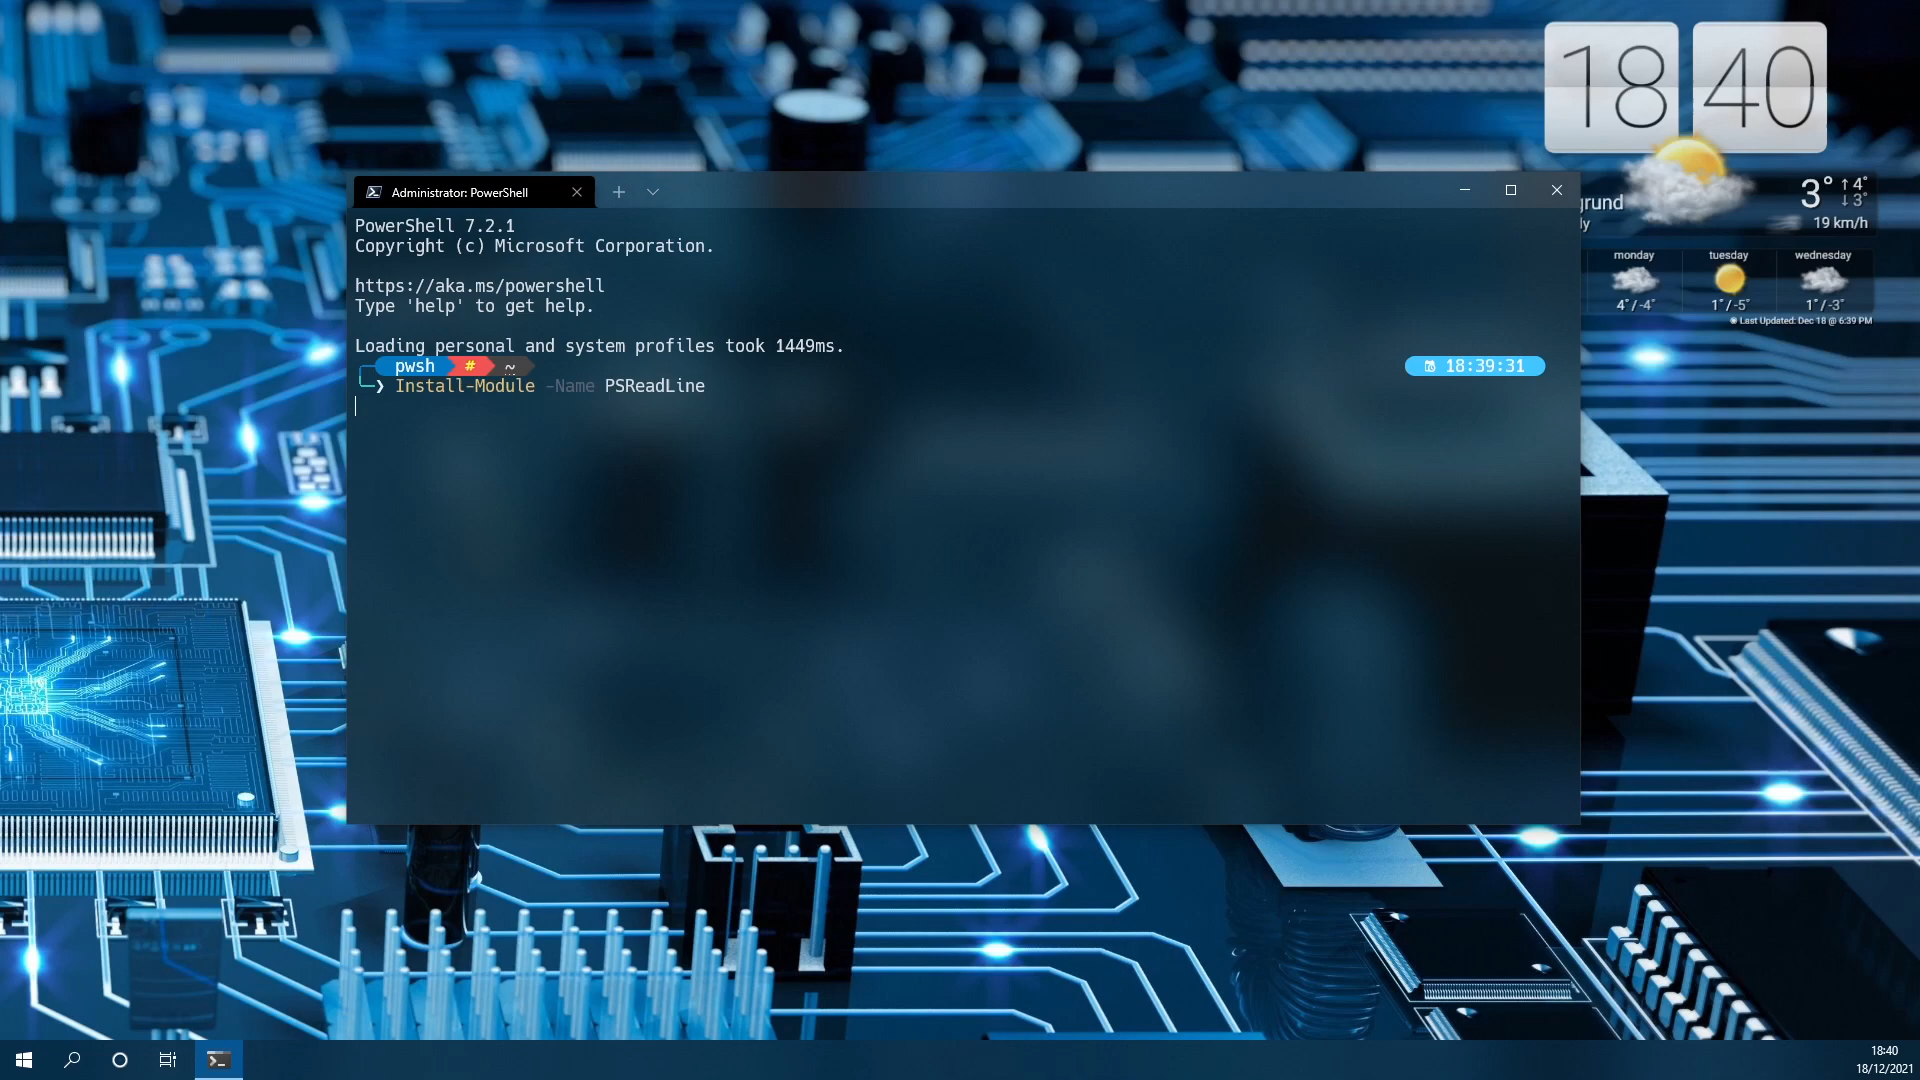 18 40
Administrator: PowerShell
PowerShell 7.2.1
Copyright (c) Microsoft Corporation.
https://aka.ms/powershell
Type 'help' to get help.
Loading personal and system profiles took 1449ms.
pwsh # ~ 18:39:31
❯ Install-Module -Name PSReadLine
grund 3° ↑4° ↓3°
ly 19 km/h
monday tuesday wednesday
4°/-4° 1°/-5° 1°/-3°
Last Updated: Dec 18 @ 6:39 PM
18:40
18/12/2021